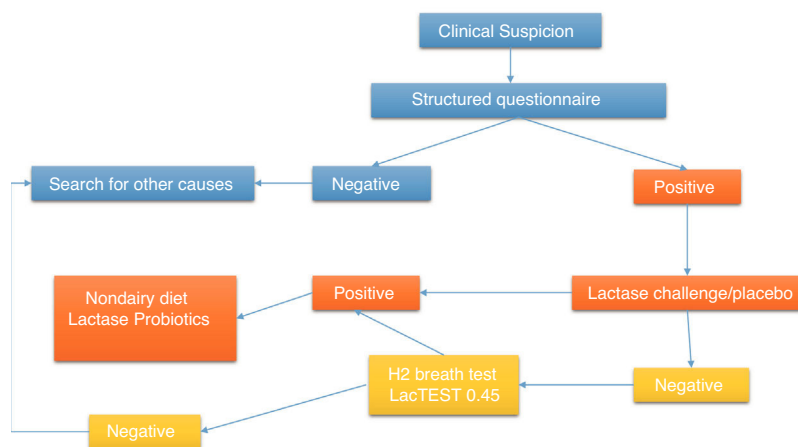 Clinical Suspicion
Structured questionnaire
Search for other causes
Negative
Positive
Nondairy diet
Lactase Probiotics
Positive
Lactase challenge/placebo
H2 breath test
LacTEST 0.45
Negative
Negative